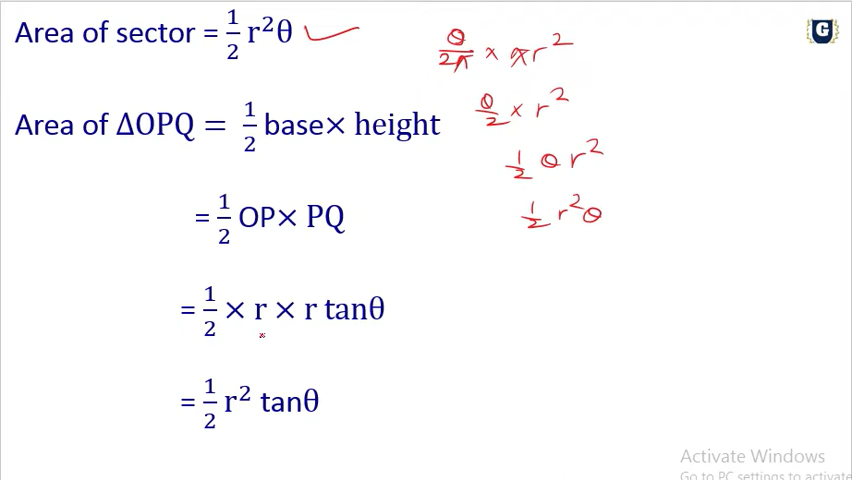 Area of sector = 1/2 r²θ
θ/2π × πr²
θ/2 × r²
Area of ΔOPQ = 1/2 base× height
1/2 θ r²
= 1/2 OP× PQ
1/2 r²θ
= 1/2 × r × r tanθ
= 1/2 r² tanθ
G
Activate Windows
Go to PC settings to activate